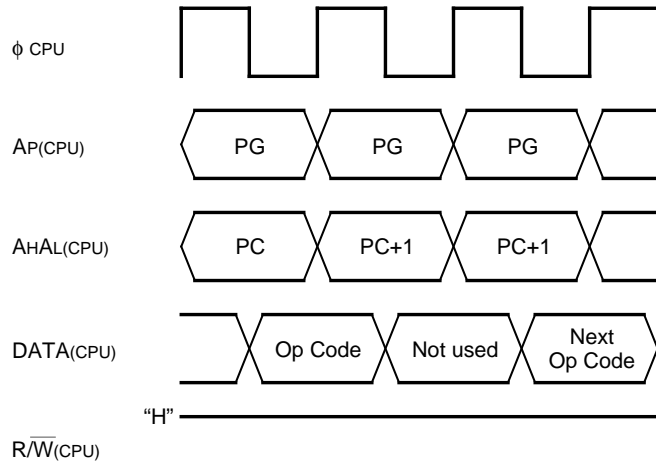 ϕ CPU
AP(CPU) PG PG PG
AHAL(CPU) PC PC+1 PC+1
DATA(CPU) Op Code Not used Next
Op Code
“H”
R/W̅(CPU)